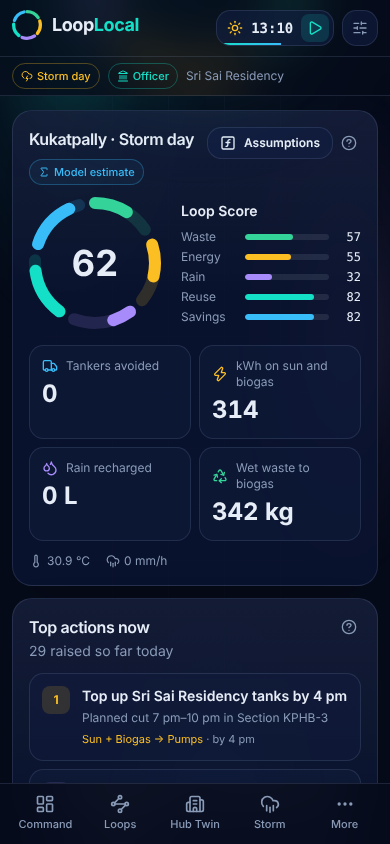 LoopLocal
13:10
Storm day
Officer
Sri Sai Residency
Kukatpally · Storm day
Assumptions
Model estimate
62
Loop Score
Waste 57
Energy 55
Rain 32
Reuse 82
Savings 82
Tankers avoided
0
kWh on sun and
biogas
314
Rain recharged
0 L
Wet waste to
biogas
342 kg
30.9 °C
0 mm/h
Top actions now
29 raised so far today
1
Top up Sri Sai Residency tanks by 4 pm
Planned cut 7 pm–10 pm in Section KPHB-3
Sun + Biogas → Pumps · by 4 pm
Command
Loops
Hub Twin
Storm
More